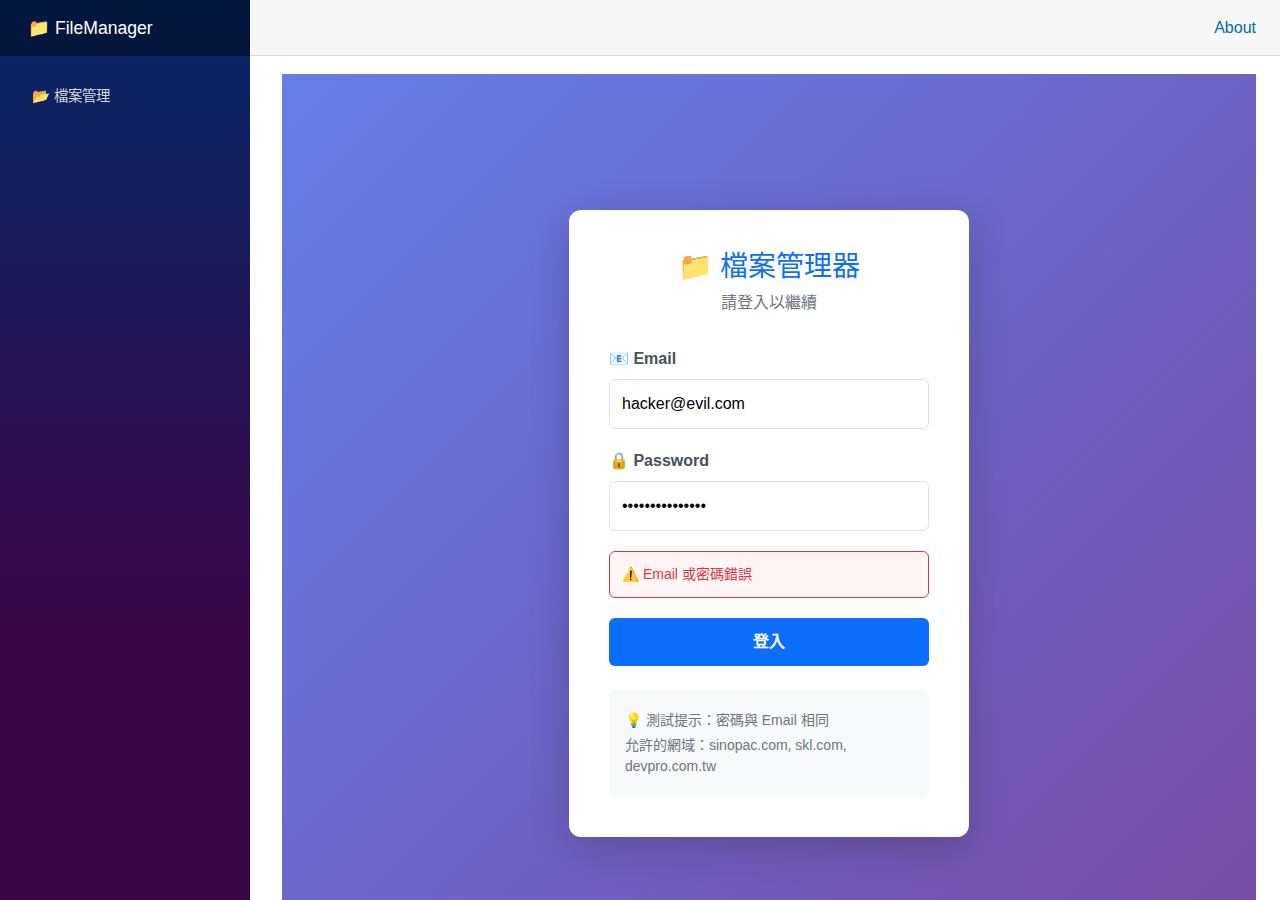 📁 FileManager
About
📂 檔案管理
📁 檔案管理器
請登入以繼續
📧 Email
hacker@evil.com
🔒 Password
•••••••••••••••
⚠️ Email 或密碼錯誤
登入
💡 測試提示：密碼與 Email 相同
允許的網域：sinopac.com, skl.com,
devpro.com.tw